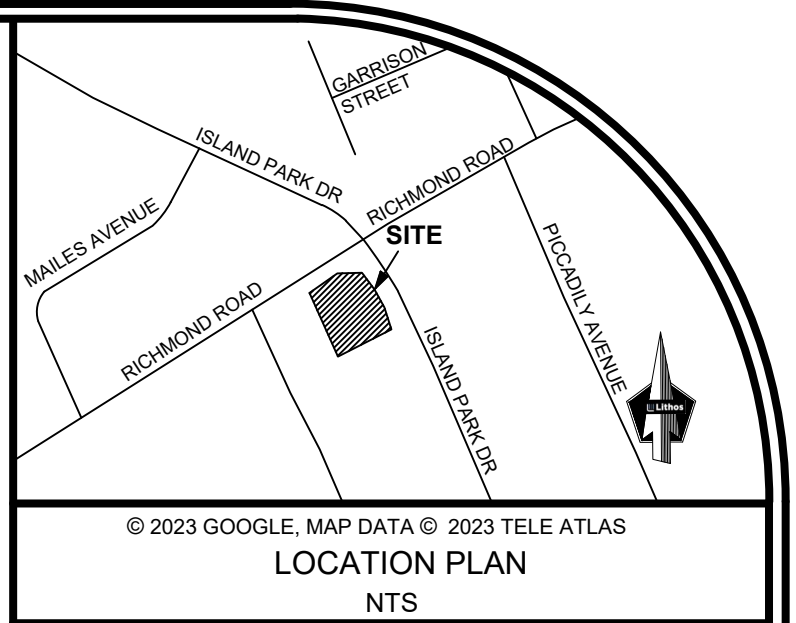 GARRISON
STREET
ISLAND PARK DR
RICHMOND ROAD
MAILES AVENUE
SITE
PICCADILY AVENUE
RICHMOND ROAD
ISLAND PARK DR
Lithos
© 2023 GOOGLE, MAP DATA © 2023 TELE ATLAS
LOCATION PLAN
NTS